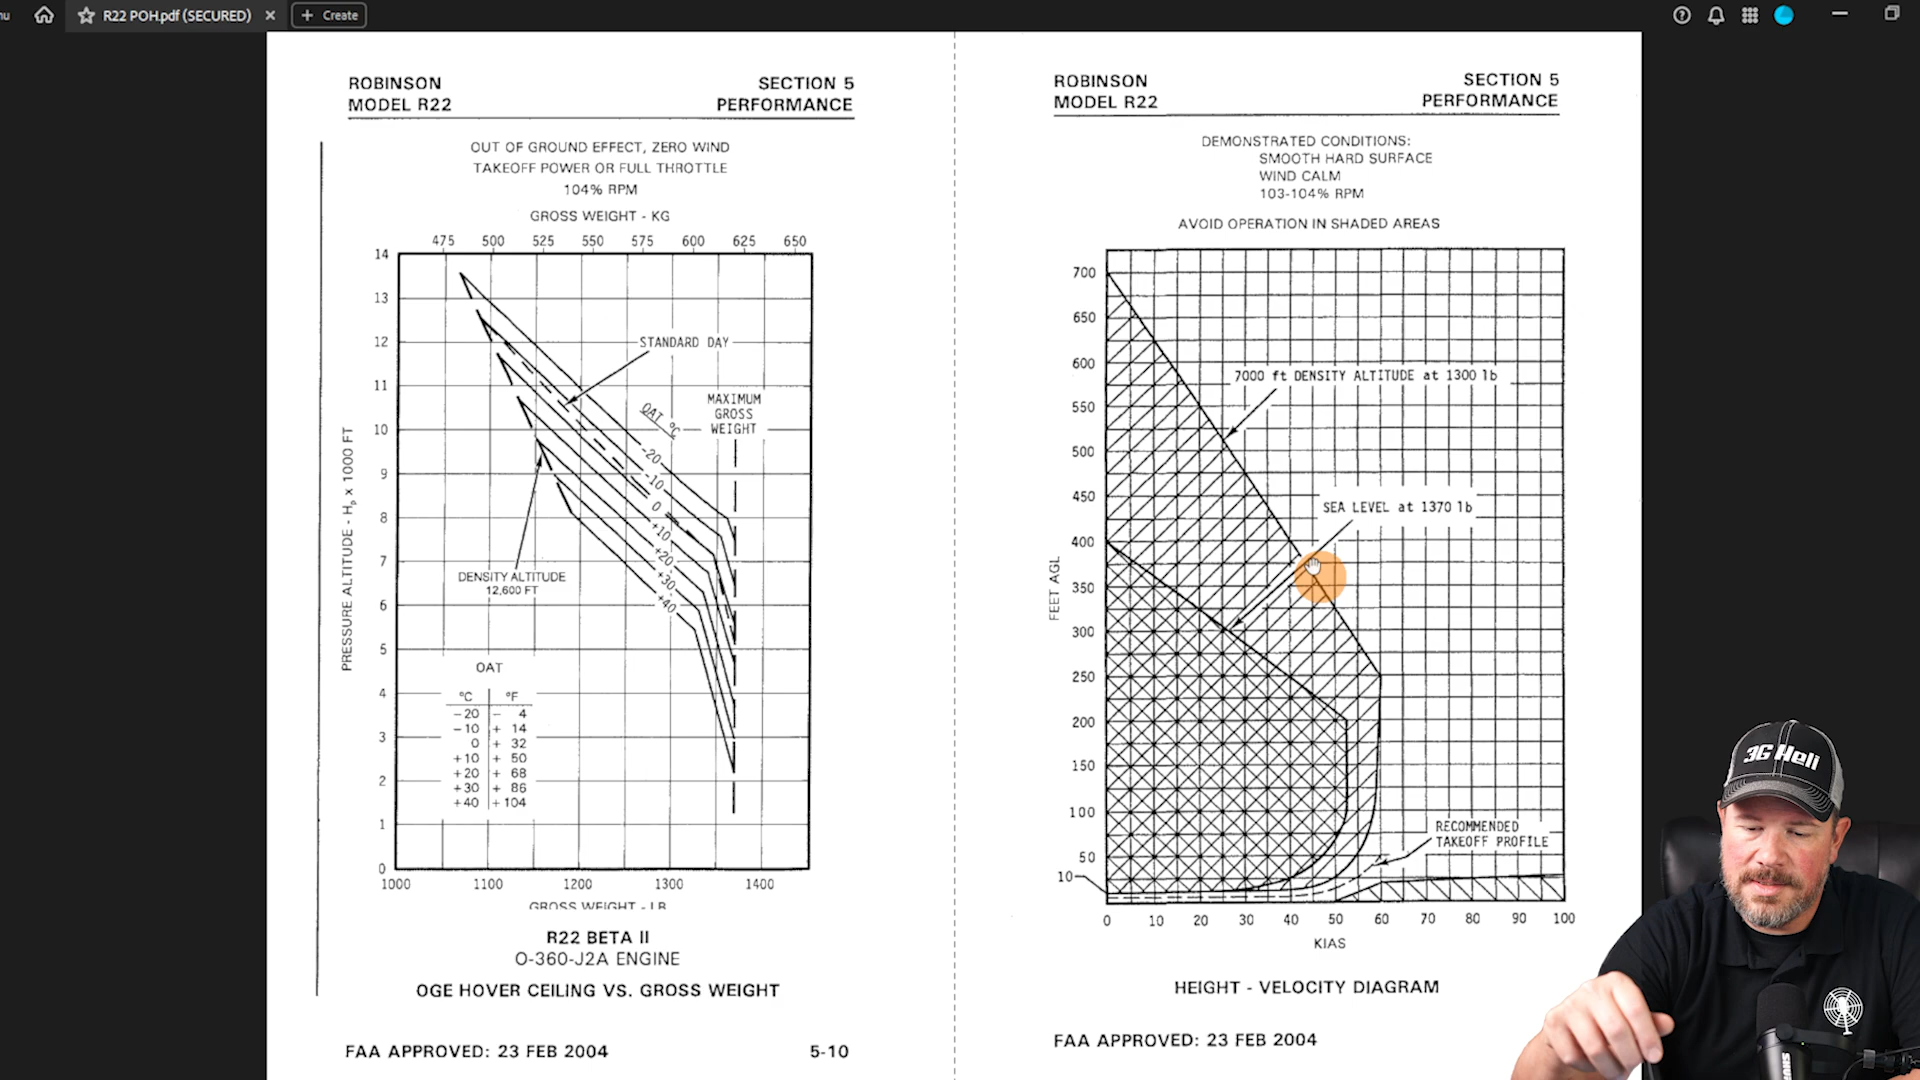 nu
R22 POH.pdf (SECURED)
Create
ROBINSON
MODEL R22
SECTION 5
PERFORMANCE
OUT OF GROUND EFFECT, ZERO WIND
TAKEOFF POWER OR FULL THROTTLE
104% RPM
GROSS WEIGHT - KG
475 500 525 550 575 600 625 650
14
13
12
11
10
9
8
7
6
5
4
3
2
1
0
PRESSURE ALTITUDE - Hp x 1000 FT
STANDARD DAY
MAXIMUM
GROSS
WEIGHT
OAT °C
-20
-10
0
+10
+20
+30
+40
DENSITY ALTITUDE
12,600 FT
OAT
°C °F
-20 - 4
-10 + 14
0 + 32
+10 + 50
+20 + 68
+30 + 86
+40 + 104
1000 1100 1200 1300 1400
GROSS WEIGHT - LB
R22 BETA II
O-360-J2A ENGINE
OGE HOVER CEILING VS. GROSS WEIGHT
FAA APPROVED: 23 FEB 2004
5-10
ROBINSON
MODEL R22
SECTION 5
PERFORMANCE
DEMONSTRATED CONDITIONS:
SMOOTH HARD SURFACE
WIND CALM
103-104% RPM
AVOID OPERATION IN SHADED AREAS
700
650
600
550
500
450
400
350
300
250
200
150
100
50
10
FEET AGL
7000 ft DENSITY ALTITUDE at 1300 lb
SEA LEVEL at 1370 lb
RECOMMENDED
TAKEOFF PROFILE
0 10 20 30 40 50 60 70 80 90 100
KIAS
HEIGHT - VELOCITY DIAGRAM
FAA APPROVED: 23 FEB 2004
3G Heli